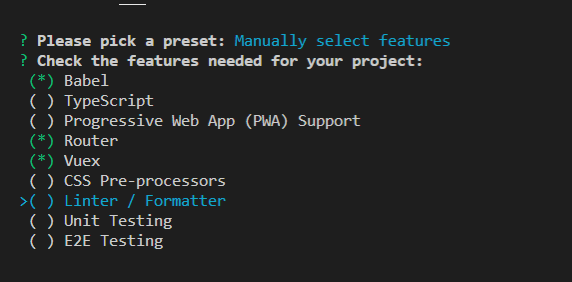 ? Please pick a preset: Manually select features
? Check the features needed for your project:
(*) Babel
( ) TypeScript
( ) Progressive Web App (PWA) Support
(*) Router
(*) Vuex
( ) CSS Pre-processors
>( ) Linter / Formatter
( ) Unit Testing
( ) E2E Testing